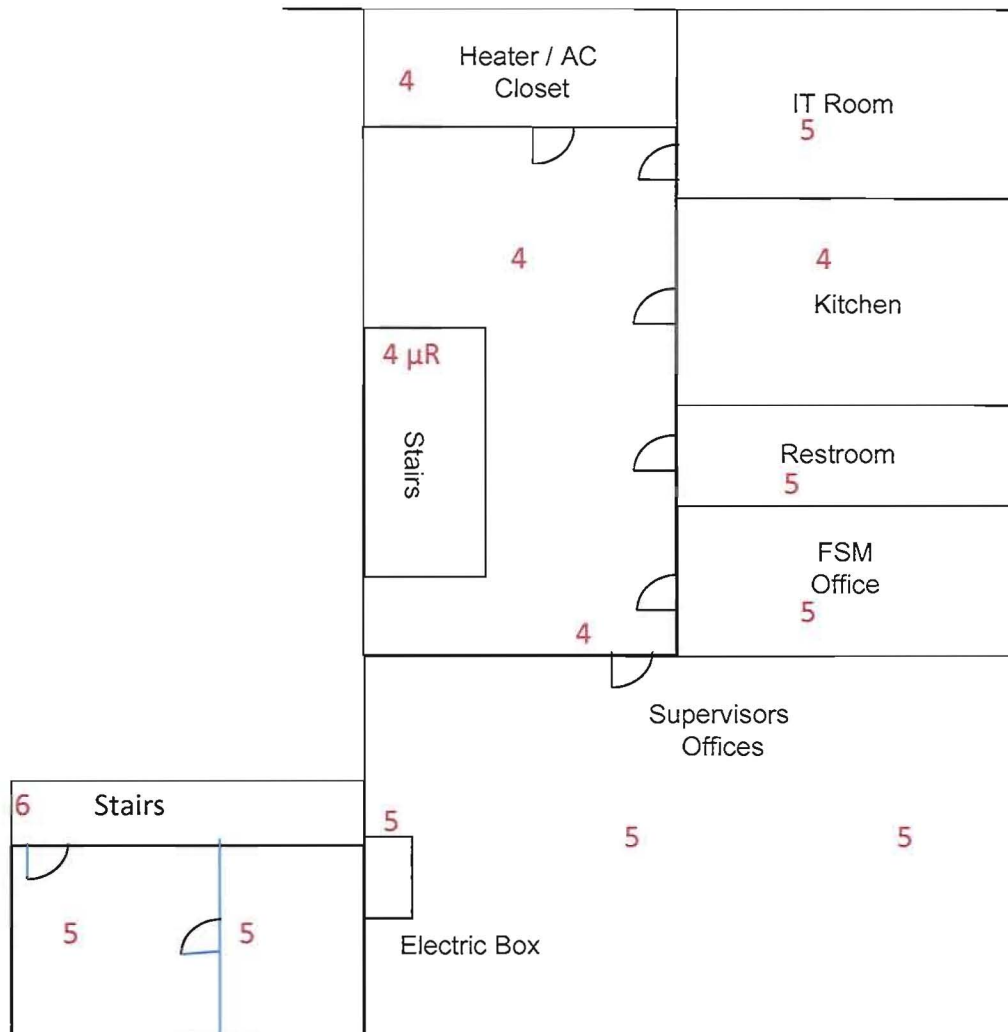 Heater / AC
Closet
4
IT Room
5
4
4
Kitchen
4 µR
Stairs
Restroom
5
FSM
Office
5
4
Supervisors
Offices
6
Stairs
5
5
5
5
5
Electric Box